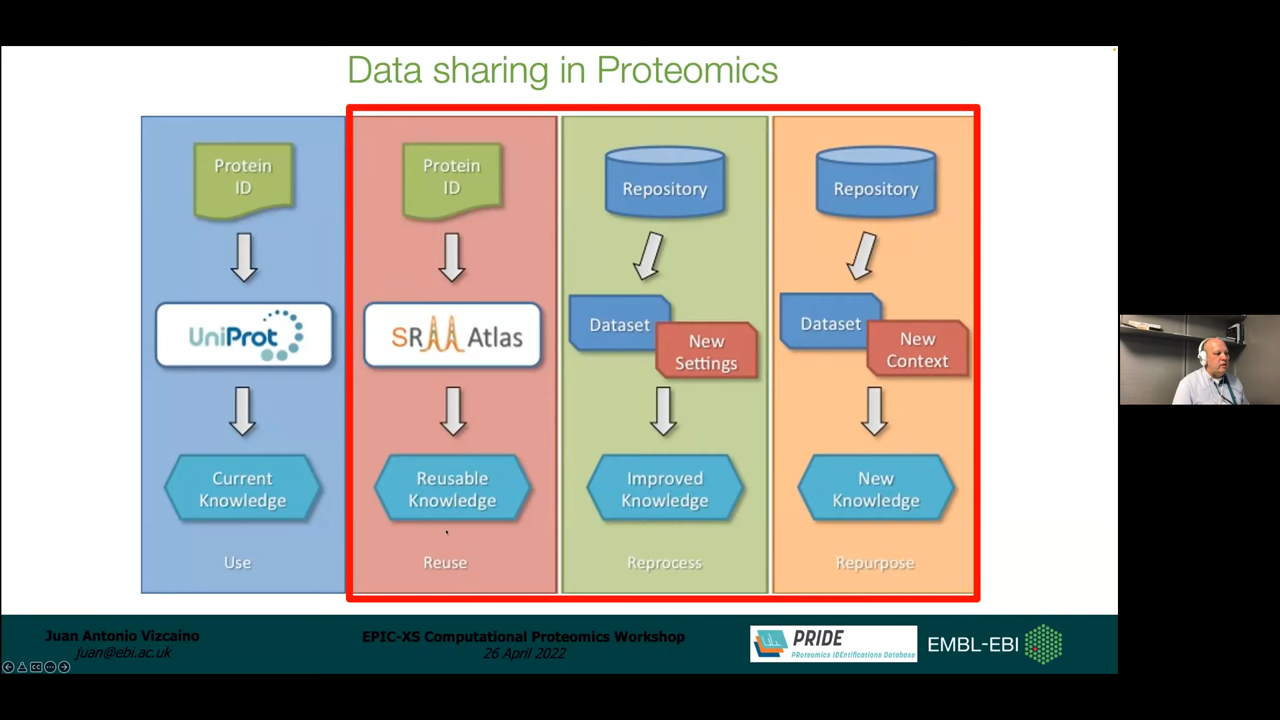 Data sharing in Proteomics
Protein
ID
UniProt
Current
Knowledge
Use
Protein
ID
SRM Atlas
Reusable
Knowledge
Reuse
Repository
Dataset
New
Settings
Improved
Knowledge
Reprocess
Repository
Dataset
New
Context
New
Knowledge
Repurpose
Juan Antonio Vizcaino
juan@ebi.ac.uk
EPIC-XS Computational Proteomics Workshop
26 April 2022
PRIDE
PRoteomics IDEntifications Database
EMBL-EBI